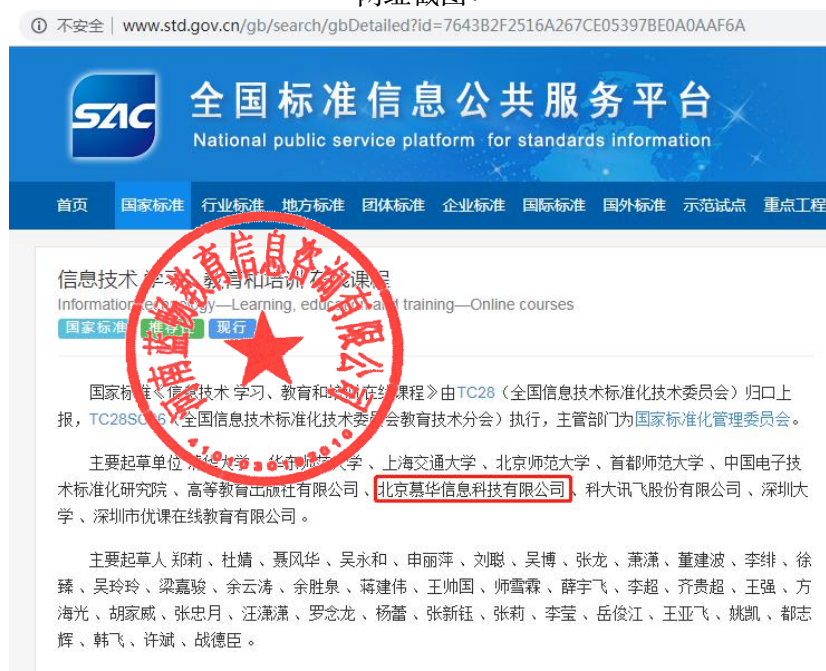 不安全 | www.std.gov.cn/gb/search/gbDetailed?id=7643B2F2516A267CE05397BE0A0AAF6A
SAC
全国标准信息公共服务平台
National public service platform for standards information
首页 国家标准 行业标准 地方标准 团体标准 企业标准 国际标准 国外标准 示范试点 重点工程
信息技术 学习、教育和培训 在线课程
Information technology—Learning, education and training—Online courses
国家标准 推荐性 现行
国家标准《信息技术 学习、教育和培训 在线课程》由TC28（全国信息技术标准化技术委员会）归口上
报，TC28SC36（全国信息技术标准化技术委员会教育技术分会）执行，主管部门为国家标准化管理委员会。
主要起草单位 清华大学、华东师范大学、上海交通大学、北京师范大学、首都师范大学、中国电子技
术标准化研究院、高等教育出版社有限公司、北京慕华信息科技有限公司、科大讯飞股份有限公司、深圳大
学、深圳市优课在线教育有限公司。
主要起草人 郑莉、杜婧、聂风华、吴永和、申丽萍、刘聪、吴博、张龙、萧潇、董建波、李绯、徐
臻、吴玲玲、梁嘉骏、余云涛、余胜泉、蒋建伟、王帅国、师雪霖、薛宇飞、李超、齐贵超、王强、方
海光、胡家威、张忠月、汪潇潇、罗念龙、杨蕾、张新钰、张莉、李莹、岳俊江、王亚飞、姚凯、都志
辉、韩飞、许斌、战德臣。
教育信息咨询有限公司